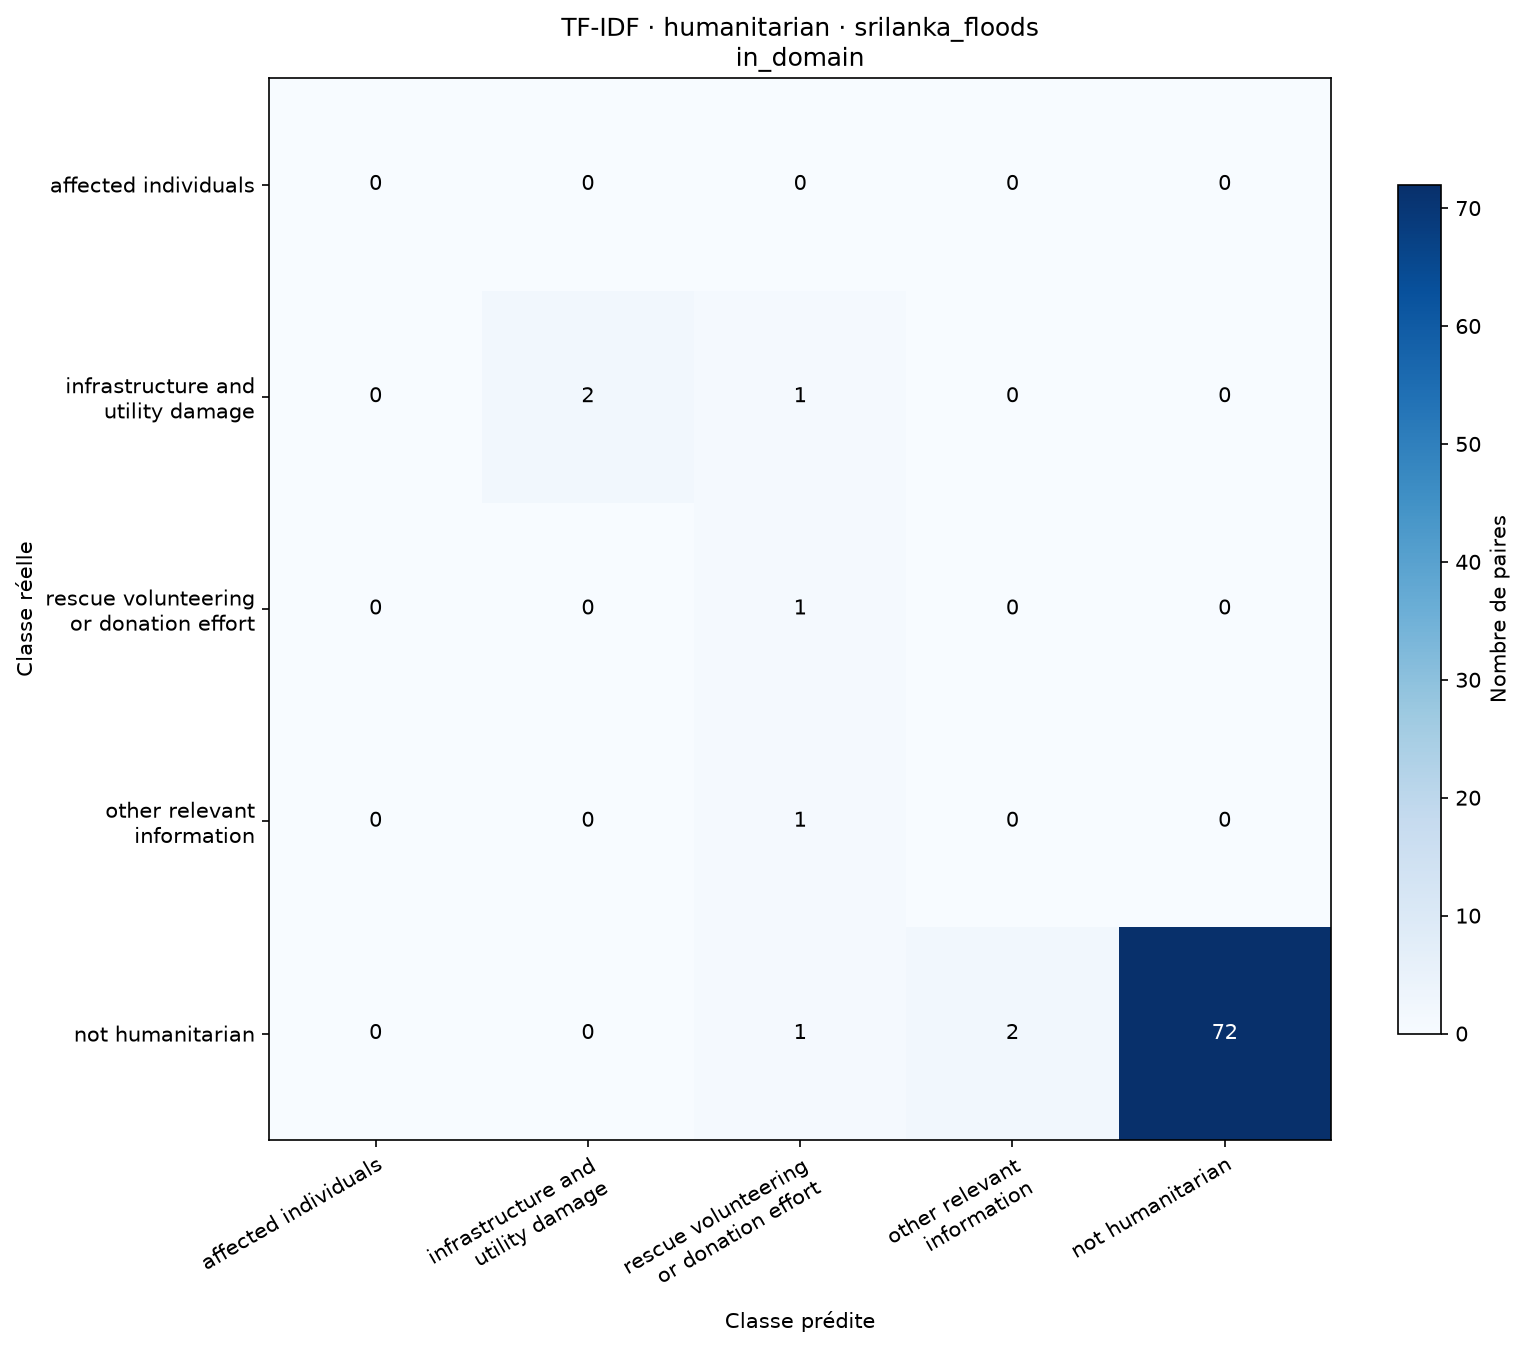 TF-IDF · humanitarian · srilanka_floods
in_domain
Classe réelle
affected individuals
0 0 0 0 0
infrastructure and
utility damage
0 2 1 0 0
rescue volunteering
or donation effort
0 0 1 0 0
other relevant
information
0 0 1 0 0
not humanitarian
0 0 1 2 72
affected individuals
infrastructure and
utility damage
rescue volunteering
or donation effort
other relevant
information
not humanitarian
Classe prédite
70
60
50
40
30
20
10
0
Nombre de paires